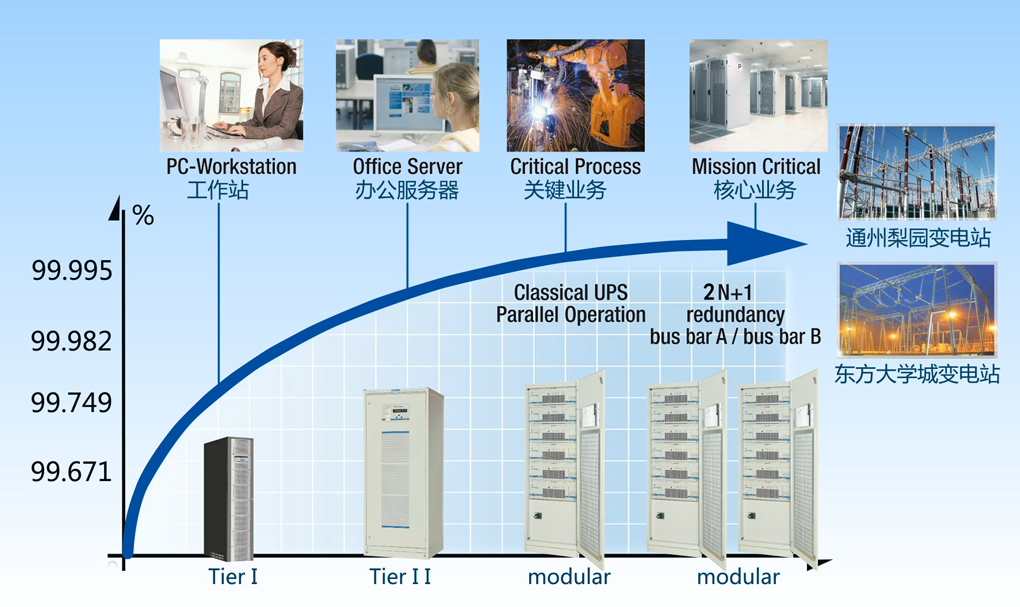 PC-Workstation
工作站
Office Server
办公服务器
Critical Process
关键业务
Mission Critical
核心业务
通州梨园变电站
东方大学城变电站
%
99.995
99.982
99.749
99.671
Classical UPS
Parallel Operation
2N+1
redundancy
bus bar A / bus bar B
Tier I
Tier I I
modular
modular